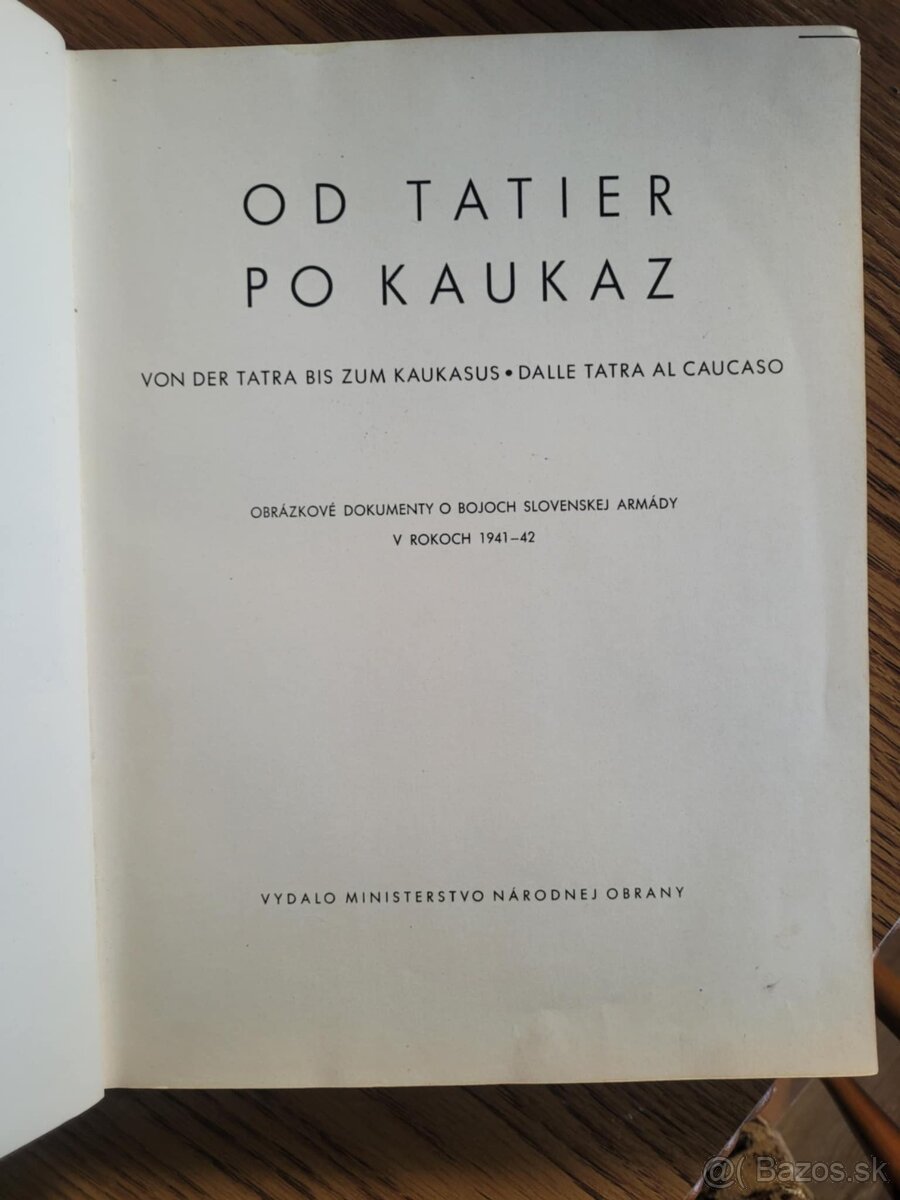 OD TATIER
PO KAUKAZ
VON DER TATRA BIS ZUM KAUKASUS • DALLE TATRA AL CAUCASO
OBRÁZKOVÉ DOKUMENTY O BOJOCH SLOVENSKEJ ARMÁDY
V ROKOCH 1941–42
VYDALO MINISTERSTVO NÁRODNEJ OBRANY
@( Bazos.sk